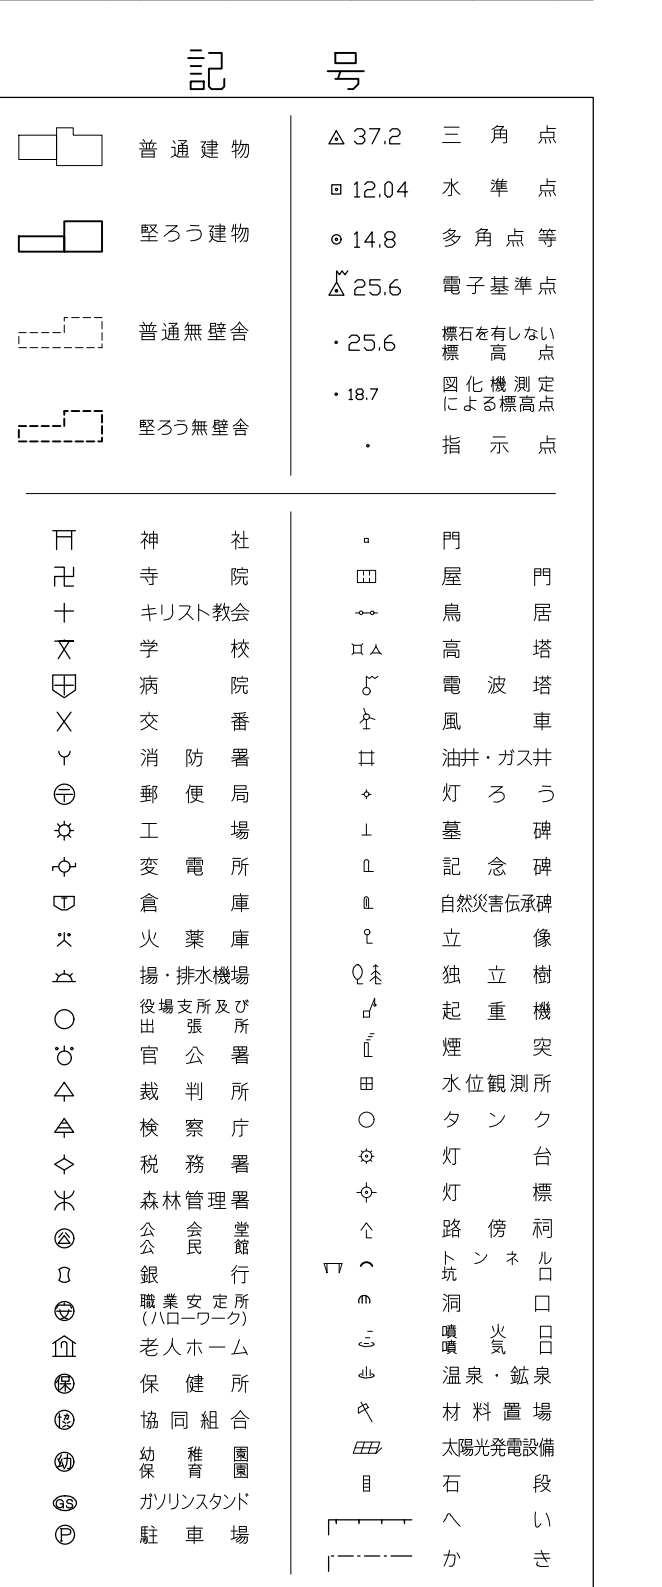 記号
普通建物
堅ろう建物
普通無壁舎
堅ろう無壁舎
37.2 三角点
12.04 水準点
14.8 多角点等
25.6 電子基準点
25.6 標石を有しない
標高点
18.7 図化機測定
による標高点
指示点
神社
寺院
キリスト教会
学校
病院
交番
消防署
郵便局
工場
変電所
倉庫
火薬庫
揚・排水機場
役場支所及び
出張所
官公署
裁判所
検察庁
税務署
森林管理署
公 公会堂
公民館
銀行
職業安定所
(ハローワーク)
老人ホーム
保 保健所
協 協同組合
幼 幼稚園
保育園
GS ガソリンスタンド
P 駐車場
門
屋門
鳥居
高塔
電波塔
風車
油井・ガス井
灯ろう
墓碑
記念碑
自然災害伝承碑
立像
独立樹
起重機
煙突
水位観測所
タンク
灯台
灯標
路傍祠
トンネル
坑口
洞口
噴火口
噴気口
温泉・鉱泉
材料置場
太陽光発電設備
石段
へい
かき